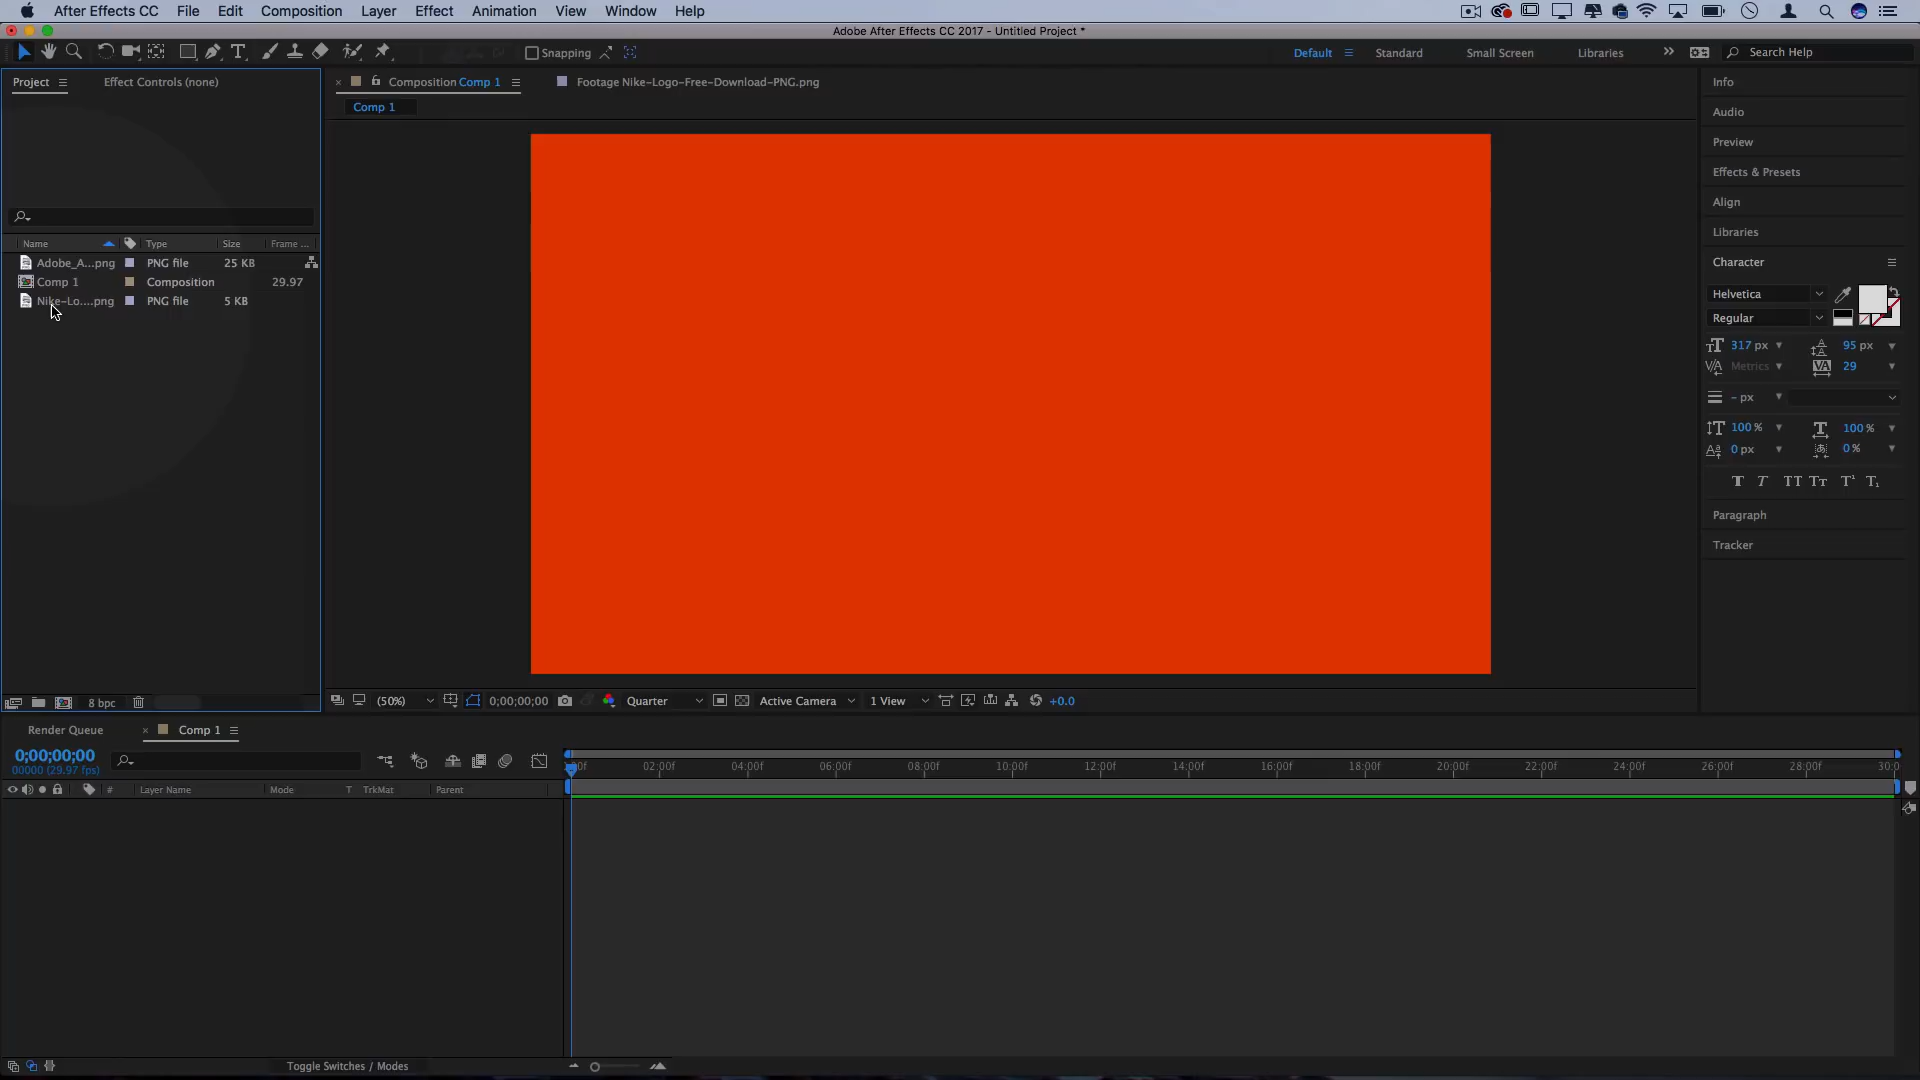 After Effects CC File Edit Composition Layer Effect Animation View Window Help
Adobe After Effects CC 2017 - Untitled Project *
Snapping Default Standard Small Screen Libraries Search Help
Project Effect Controls (none)
Composition Comp 1 Footage Nike-Logo-Free-Download-PNG.png
Comp 1
Name Type Size Frame ...
Adobe_A...png PNG file 25 KB
Comp 1 Composition 29.97
Nike-Lo....png PNG file 5 KB
8 bpc
(50%) 0;00;00;00 Quarter Active Camera 1 View +0.0
Info
Audio
Preview
Effects & Presets
Align
Libraries
Character
Helvetica
Regular
317 px 95 px
Metrics 29
- px
100 % 100 %
0 px 0 %
T T TT Tt T¹ T₁
Paragraph
Tracker
Render Queue Comp 1
0;00;00;00
00000 (29.97 fps)
02:00f 04:00f 06:00f 08:00f 10:00f 12:00f 14:00f 16:00f 18:00f 20:00f 22:00f 24:00f 26:00f 28:00f 30:0
# Layer Name Mode T TrkMat Parent
Toggle Switches / Modes